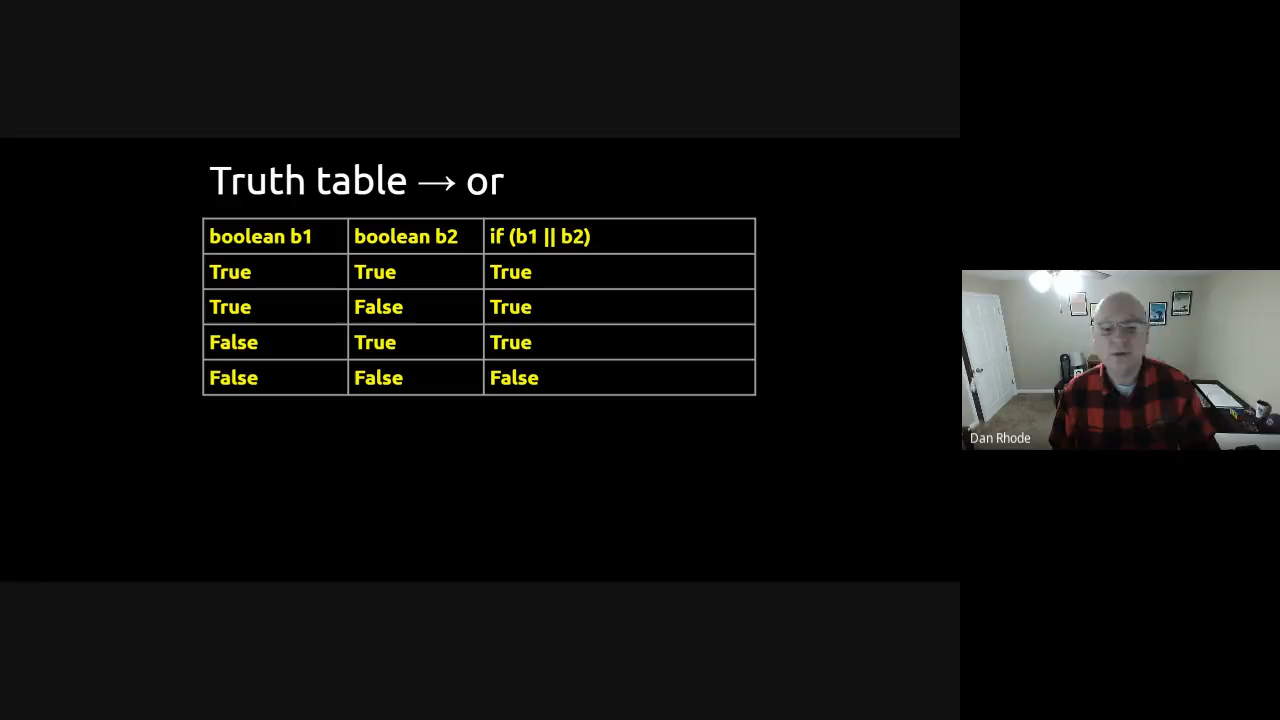 Truth table → or
boolean b1 boolean b2 if (b1 || b2)
True True True
True False True
False True True
False False False
Dan Rhode